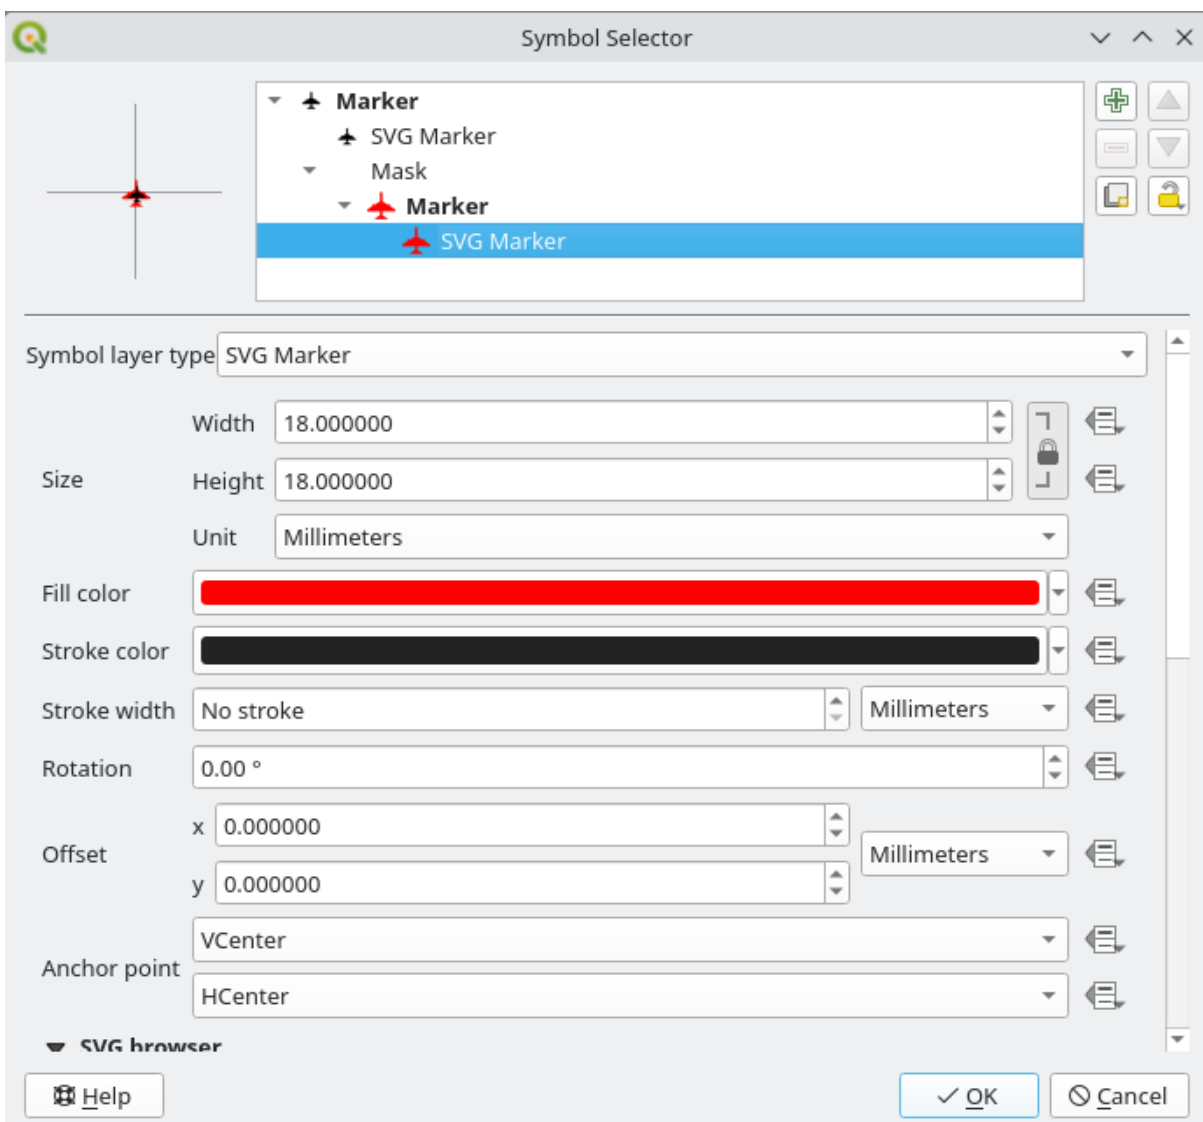 Symbol Selector
Marker
SVG Marker
Mask
Marker
SVG Marker
Symbol layer type SVG Marker
Width 18.000000
Size
Height 18.000000
Unit Millimeters
Fill color
Stroke color
Stroke width No stroke Millimeters
Rotation 0.00 °
x 0.000000
Offset Millimeters
y 0.000000
VCenter
Anchor point
HCenter
SVG browser
Help OK Cancel